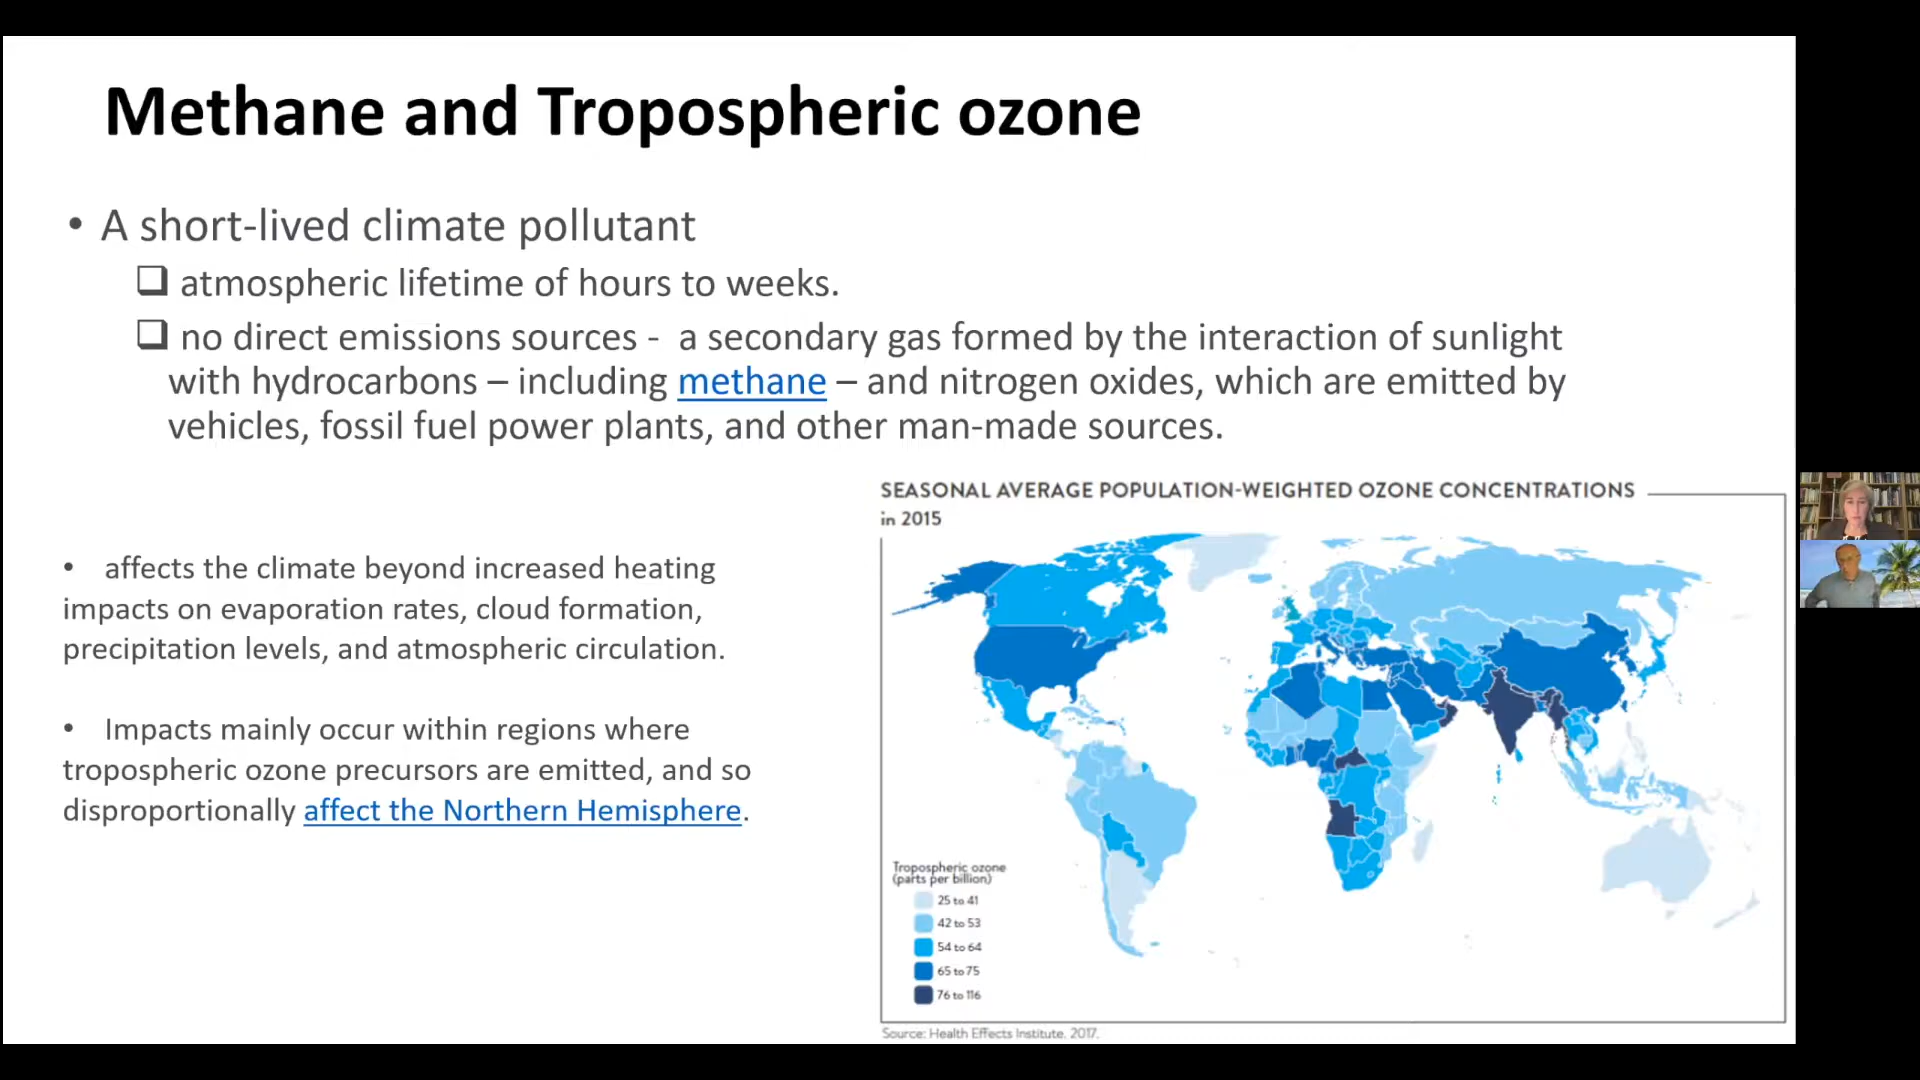 Methane and Tropospheric ozone
• A short-lived climate pollutant
❑ atmospheric lifetime of hours to weeks.
❑ no direct emissions sources - a secondary gas formed by the interaction of sunlight
with hydrocarbons – including methane – and nitrogen oxides, which are emitted by
vehicles, fossil fuel power plants, and other man-made sources.
• affects the climate beyond increased heating
impacts on evaporation rates, cloud formation,
precipitation levels, and atmospheric circulation.
• Impacts mainly occur within regions where
tropospheric ozone precursors are emitted, and so
disproportionally affect the Northern Hemisphere.
SEASONAL AVERAGE POPULATION-WEIGHTED OZONE CONCENTRATIONS
in 2015
Tropospheric ozone
(parts per billion)
25 to 41
42 to 53
54 to 64
65 to 75
76 to 116
Source: Health Effects Institute, 2017.